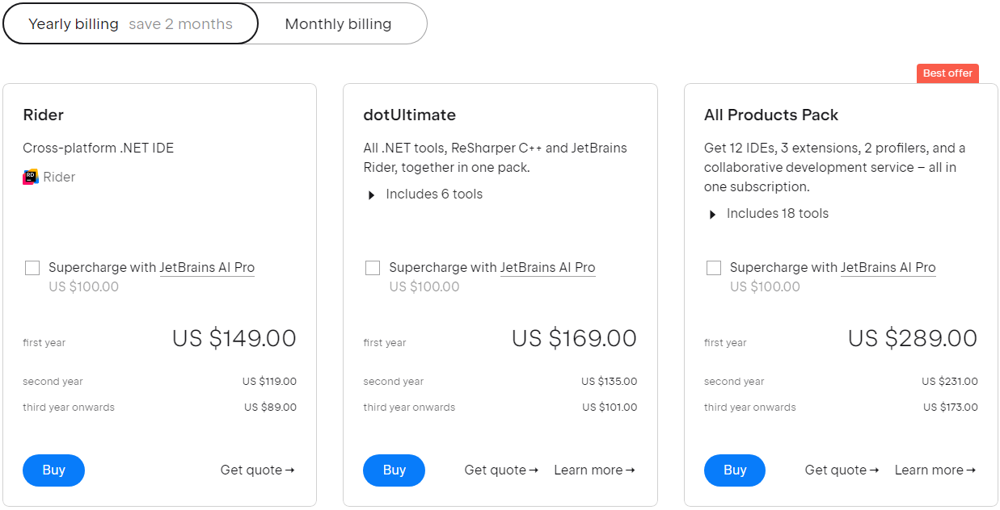 Yearly billing save 2 months Monthly billing
Best offer
Rider
Cross-platform .NET IDE
RD Rider
Supercharge with JetBrains AI Pro
US $100.00
first year US $149.00
second year US $119.00
third year onwards US $89.00
Buy Get quote →
dotUltimate
All .NET tools, ReSharper C++ and JetBrains
Rider, together in one pack.
Includes 6 tools
Supercharge with JetBrains AI Pro
US $100.00
first year US $169.00
second year US $135.00
third year onwards US $101.00
Buy Get quote → Learn more →
All Products Pack
Get 12 IDEs, 3 extensions, 2 profilers, and a
collaborative development service – all in
one subscription.
Includes 18 tools
Supercharge with JetBrains AI Pro
US $100.00
first year US $289.00
second year US $231.00
third year onwards US $173.00
Buy Get quote → Learn more →